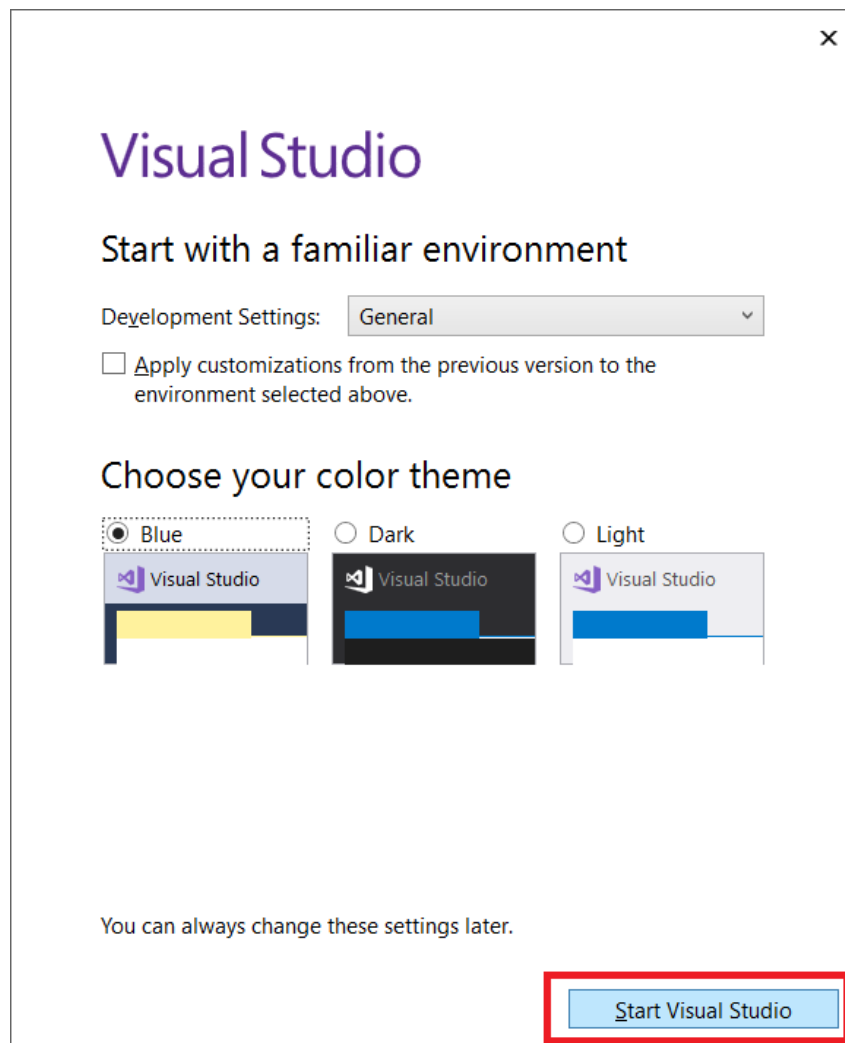 Visual Studio
Start with a familiar environment
Development Settings: General
Apply customizations from the previous version to the
environment selected above.
Choose your color theme
Blue Dark Light
Visual Studio Visual Studio Visual Studio
You can always change these settings later.
Start Visual Studio